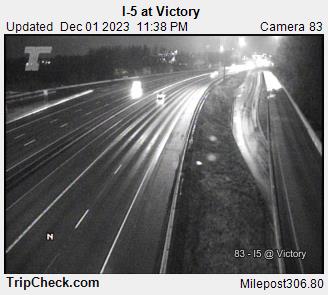 I-5 at Victory
Updated Dec 01 2023 11:38 PM Camera 83
T
N
83 - I5 @ Victory
TripCheck.com Milepost306.80